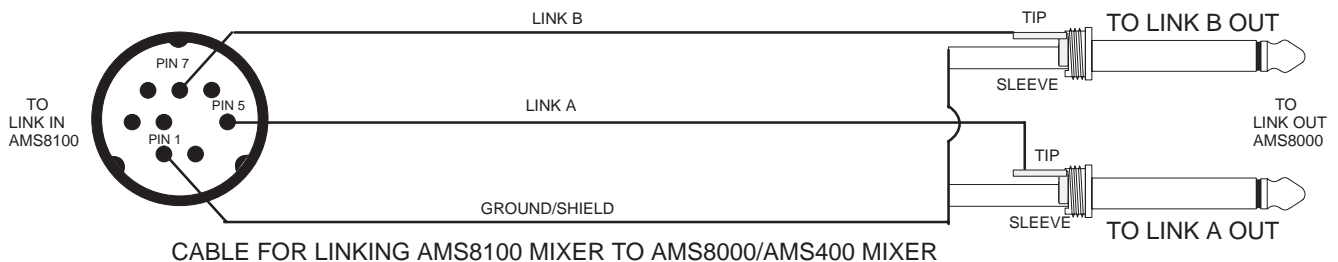 LINK B
TIP
TO LINK B OUT
PIN 7
SLEEVE
TO
LINK IN
AMS8100
PIN 5
LINK A
TO
LINK OUT
AMS8000
PIN 1
TIP
GROUND/SHIELD
SLEEVE
TO LINK A OUT
CABLE FOR LINKING AMS8100 MIXER TO AMS8000/AMS400 MIXER